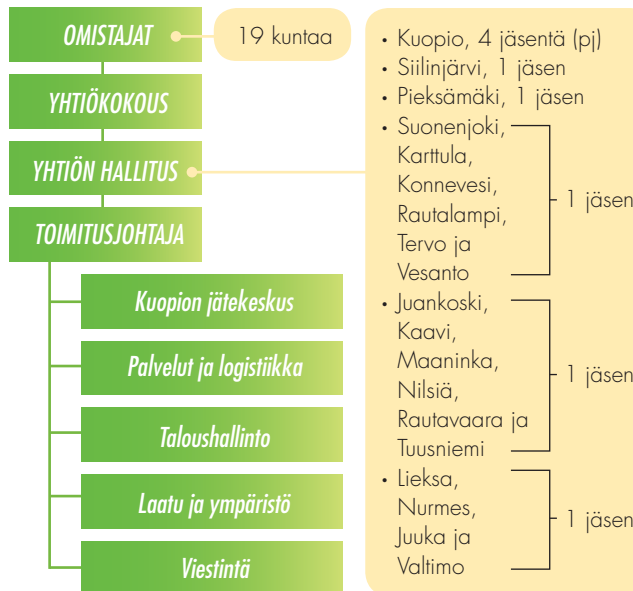 OMISTAJAT
19 kuntaa
YHTIÖKOKOUS
YHTIÖN HALLITUS
TOIMITUSJOHTAJA
Kuopion jätekeskus
Palvelut ja logistiikka
Taloushallinto
Laatu ja ympäristö
Viestintä
• Kuopio, 4 jäsentä (pj)
• Siilinjärvi, 1 jäsen
• Pieksämäki, 1 jäsen
• Suonenjoki,
Karttula,
Konnevesi,
Rautalampi,
Tervo ja
Vesanto
1 jäsen
• Juankoski,
Kaavi,
Maaninka,
Nilsiä,
Rautavaara ja
Tuusniemi
1 jäsen
• Lieksa,
Nurmes,
Juuka ja
Valtimo
1 jäsen